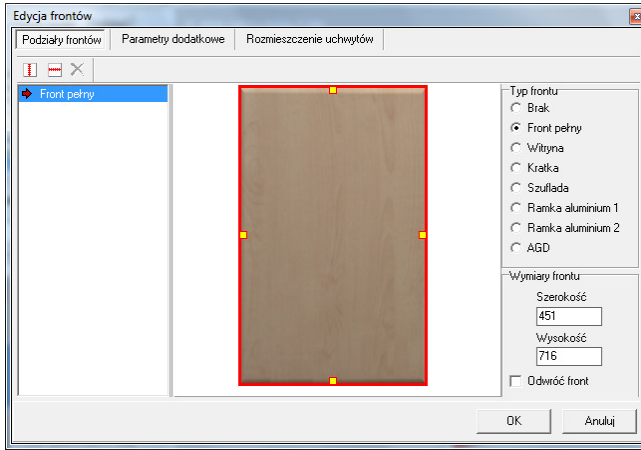 Edycja frontów
Podziały frontów Parametry dodatkowe Rozmieszczenie uchwytów
Front pełny
Typ frontu
Brak
Front pełny
Witryna
Kratka
Szuflada
Ramka aluminium 1
Ramka aluminium 2
AGD
Wymiary frontu
Szerokość
451
Wysokość
716
Odwróć front
OK Anuluj